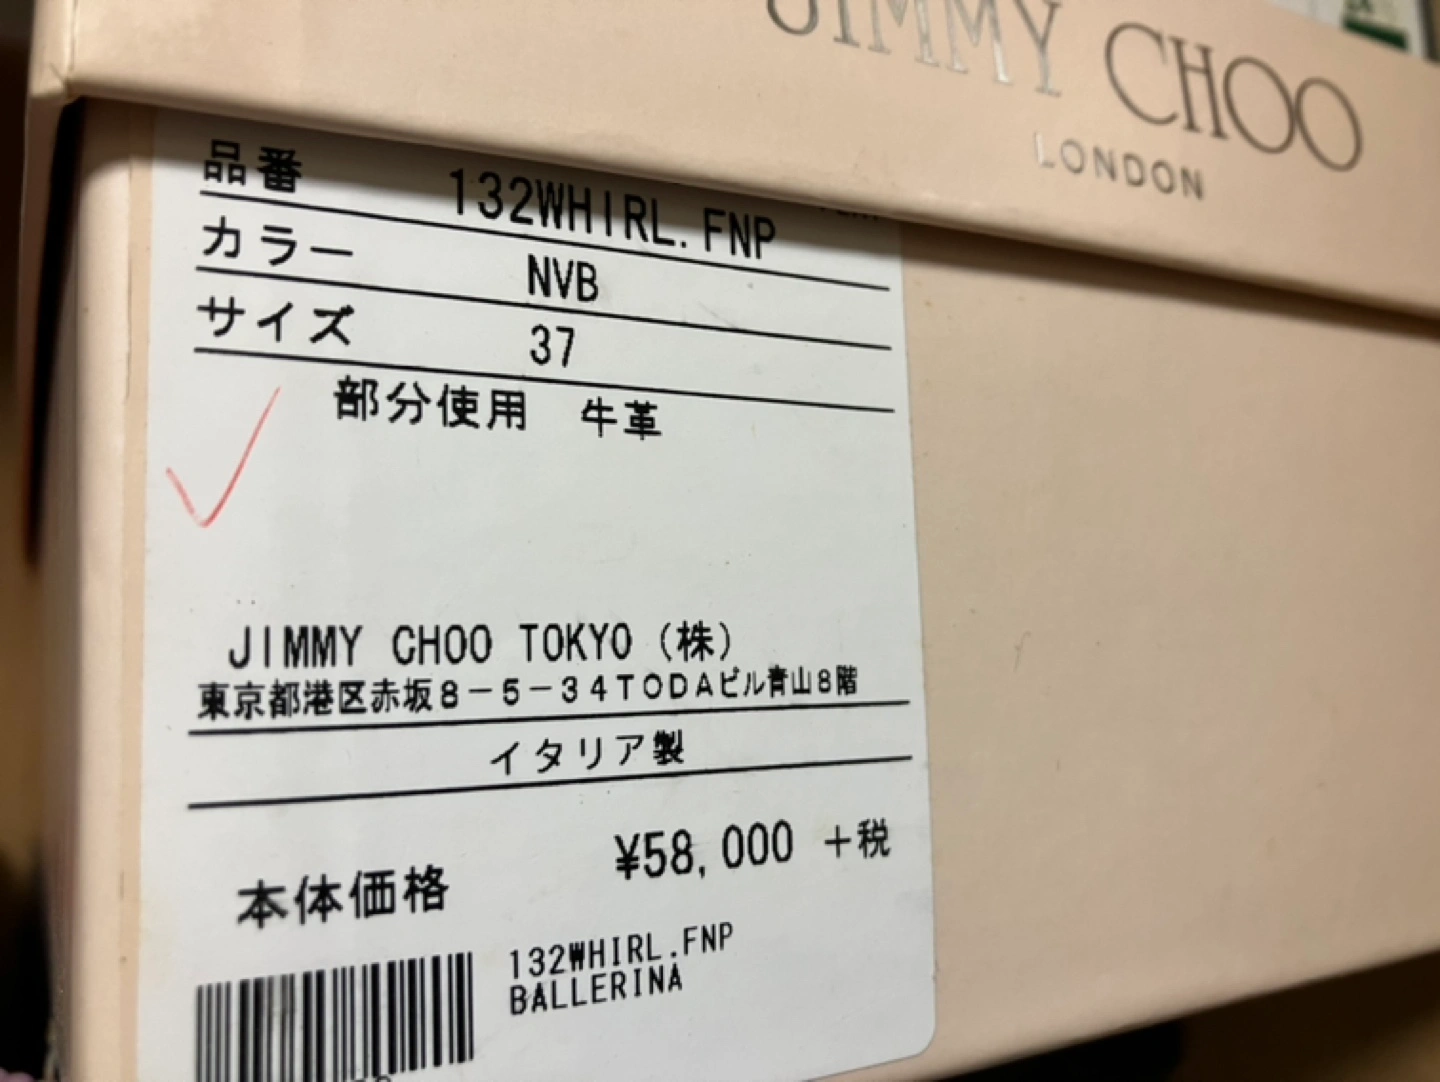 JIMMY CHOO
LONDON
品番 132WHIRL.FNP
カラー NVB
サイズ 37
部分使用 牛革
JIMMY CHOO TOKYO (株)
東京都港区赤坂8-5-34TODAビル青山8階
イタリア製
¥58,000 +税
本体価格
132WHIRL.FNP
BALLERINA